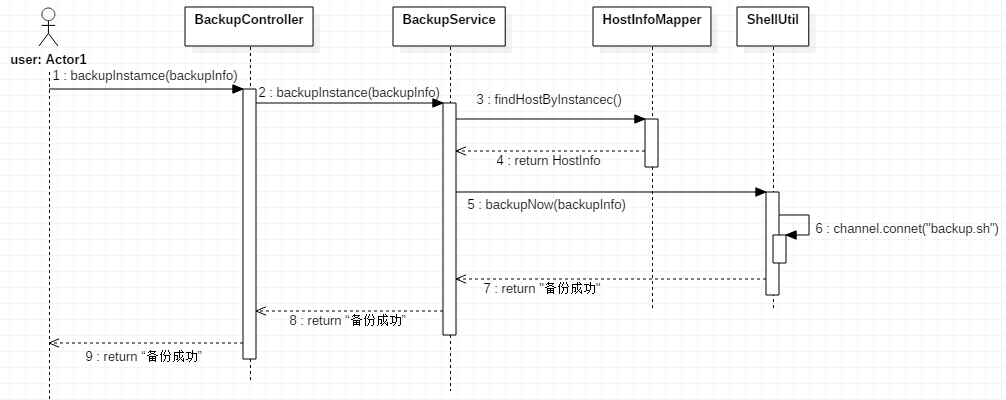 BackupController
BackupService
HostInfoMapper
ShellUtil
user: Actor1
1 : backupInstamce(backupInfo)
2 : backupInstance(backupInfo)
3 : findHostByInstancec()
4 : return HostInfo
5 : backupNow(backupInfo)
6 : channel.connet("backup.sh")
7 : return "备份成功"
8 : return “备份成功”
9 : return “备份成功”